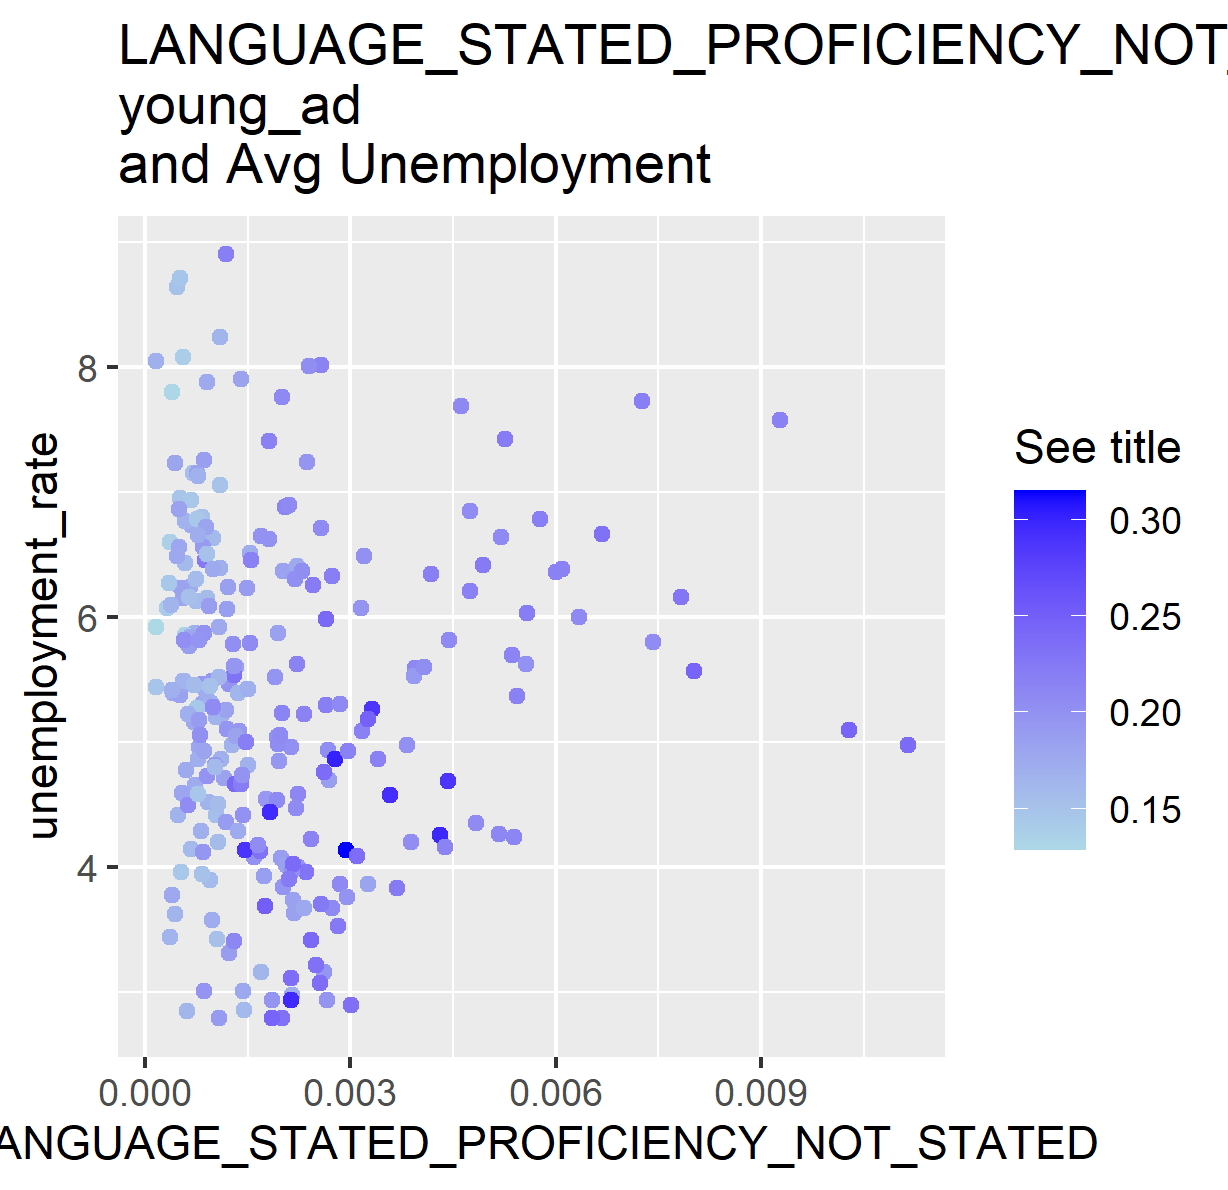 LANGUAGE_STATED_PROFICIENCY_NOT_
young_ad
and Avg Unemployment
unemployment_rate
8
6
4
0.000 0.003 0.006 0.009
ANGUAGE_STATED_PROFICIENCY_NOT_STATED
See title
0.30
0.25
0.20
0.15